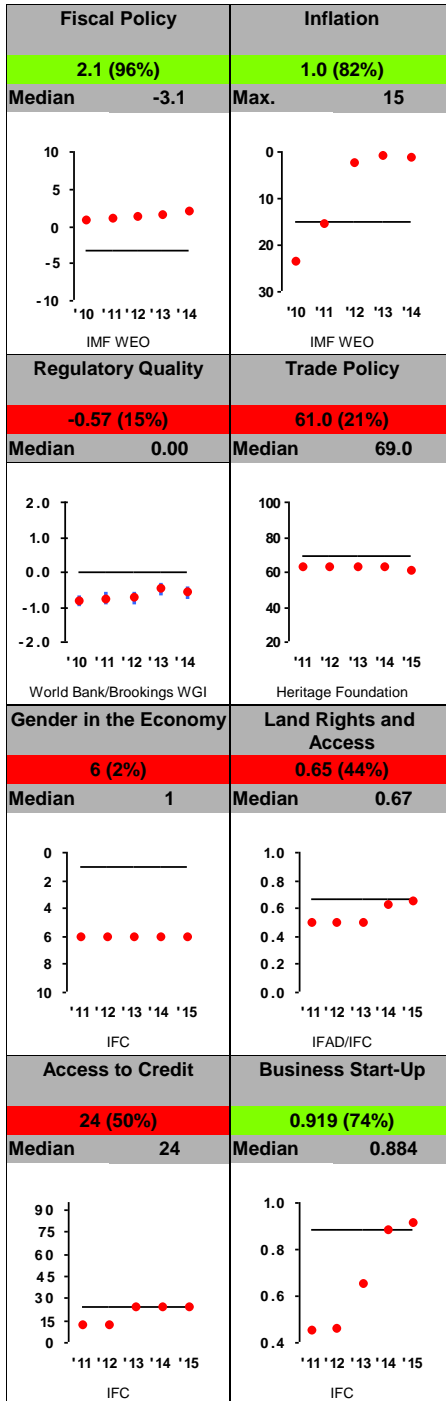 Fiscal Policy
2.1 (96%)
Median -3.1
10
5
0
-5
-10
'10 '11 '12 '13 '14
IMF WEO
Inflation
1.0 (82%)
Max. 15
0
10
20
30
'10 '11 '12 '13 '14
IMF WEO
Regulatory Quality
-0.57 (15%)
Median 0.00
2.0
1.0
0.0
-1.0
-2.0
'10 '11 '12 '13 '14
World Bank/Brookings WGI
Trade Policy
61.0 (21%)
Median 69.0
100
80
60
40
20
'11 '12 '13 '14 '15
Heritage Foundation
Gender in the Economy
6 (2%)
Median 1
0
2
4
6
8
10
'11 '12 '13 '14 '15
IFC
Land Rights and
Access
0.65 (44%)
Median 0.67
1.0
0.8
0.6
0.4
0.2
0.0
'11 '12 '13 '14 '15
IFAD/IFC
Access to Credit
24 (50%)
Median 24
90
75
60
45
30
15
0
'11 '12 '13 '14 '15
IFC
Business Start-Up
0.919 (74%)
Median 0.884
1.0
0.8
0.6
0.4
'11 '12 '13 '14 '15
IFC